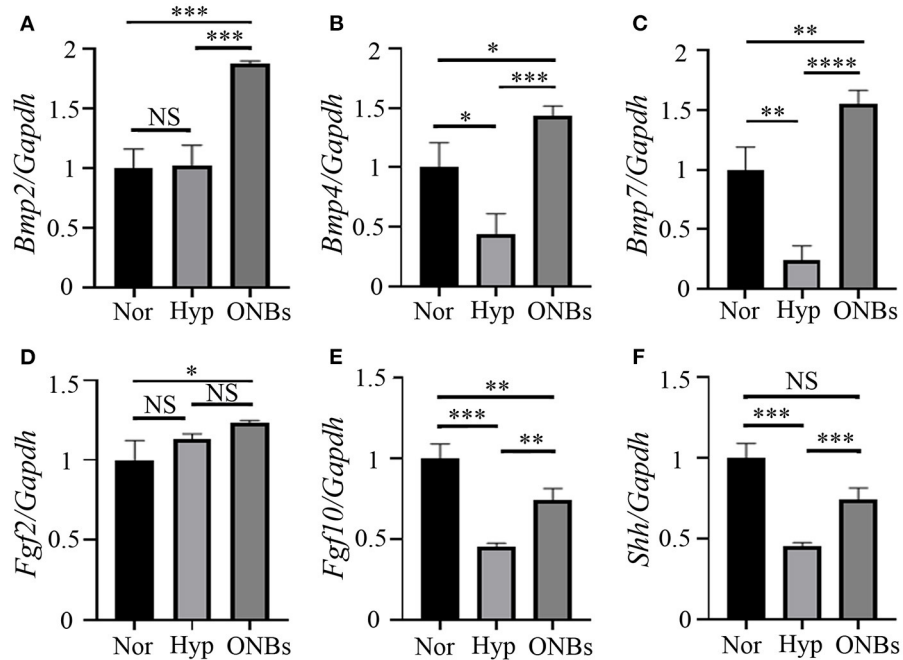 A
***
***
NS
2
1.5
1
0.5
0
Bmp2/Gapdh
Nor Hyp ONBs
B
*
***
*
2
1.5
1
0.5
0
Bmp4/Gapdh
Nor Hyp ONBs
C
**
****
**
2
1.5
1
0.5
0
Bmp7/Gapdh
Nor Hyp ONBs
D
*
NS
NS
1.5
1
0.5
0
Fgf2/Gapdh
Nor Hyp ONBs
E
**
***
**
1.5
1
0.5
0
Fgf10/Gapdh
Nor Hyp ONBs
F
NS
***
***
1.5
1
0.5
0
Shh/Gapdh
Nor Hyp ONBs